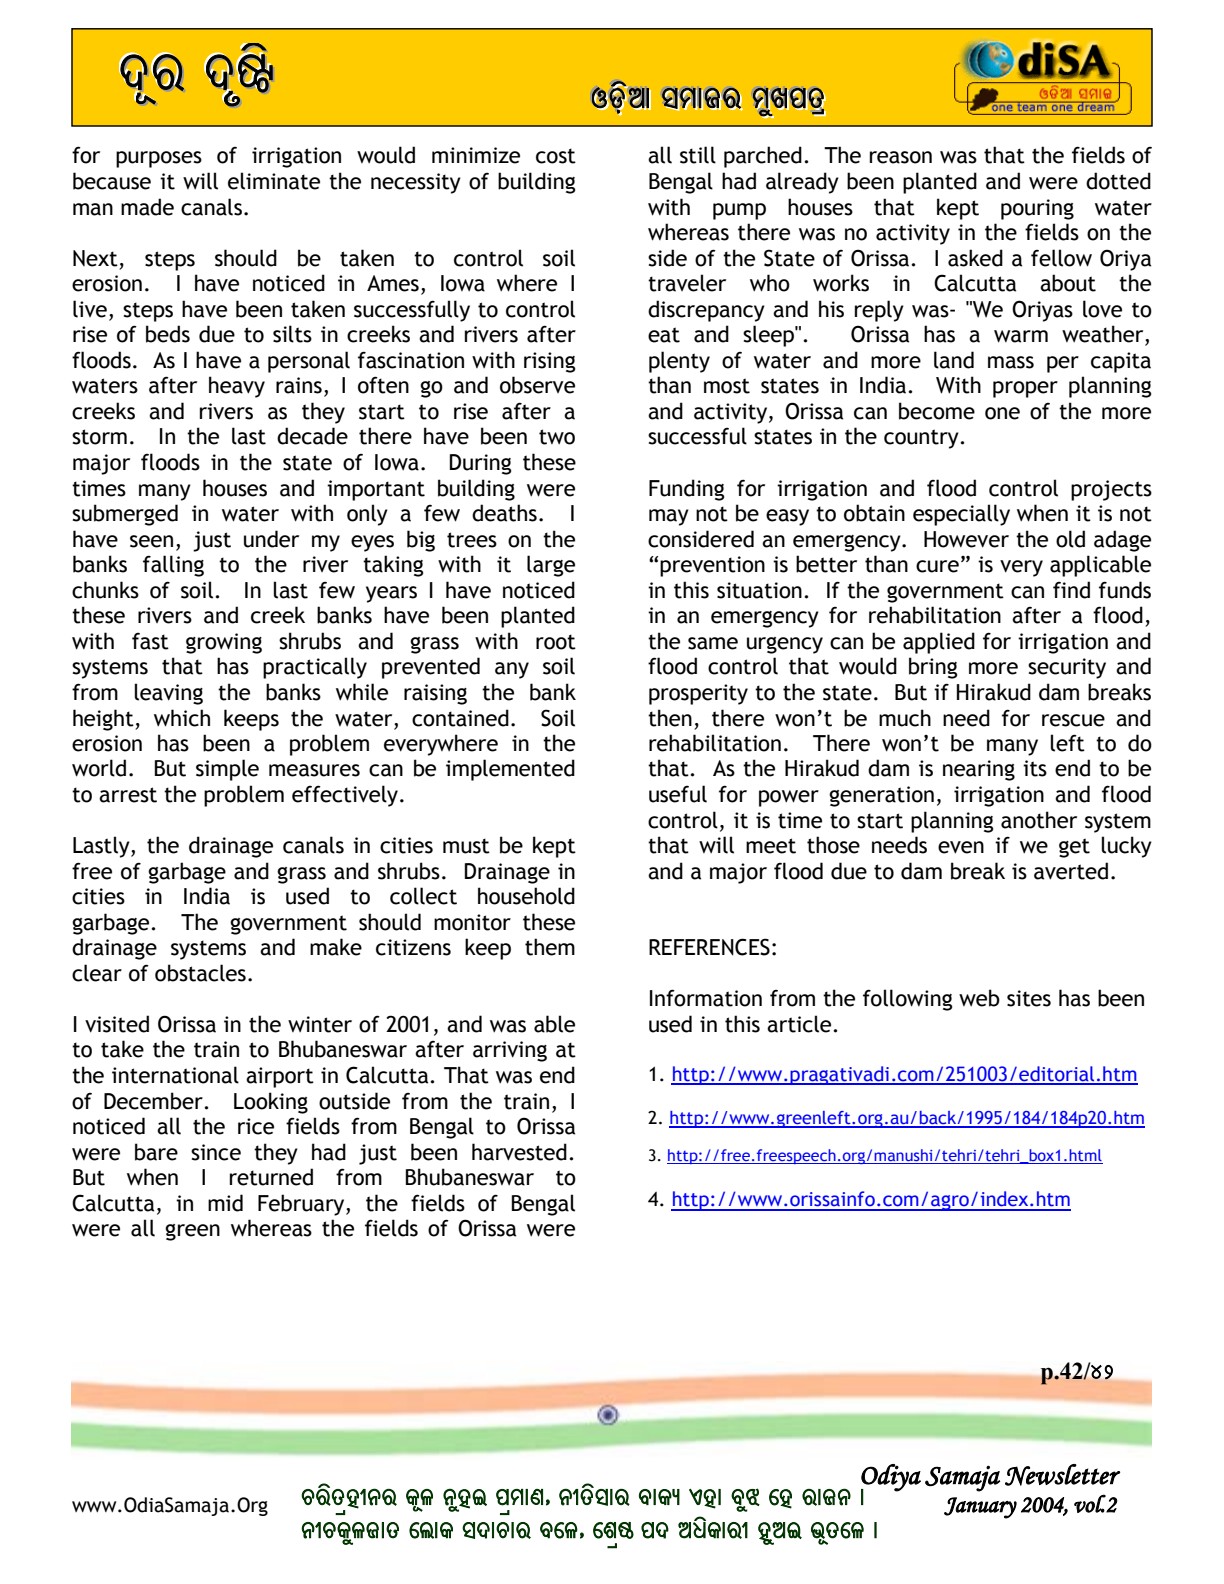 ଦୂର ଦୃଷ୍ଟି
ଓଡ଼ିଆ ସମାଜର ମୁଖପତ୍ର
OdiSA
ଓଡ଼ିଆ ସମାଜ
one team one dream
for purposes of irrigation would minimize cost
because it will eliminate the necessity of building
man made canals.
Next, steps should be taken to control soil
erosion. I have noticed in Ames, Iowa where I
live, steps have been taken successfully to control
rise of beds due to silts in creeks and rivers after
floods. As I have a personal fascination with rising
waters after heavy rains, I often go and observe
creeks and rivers as they start to rise after a
storm. In the last decade there have been two
major floods in the state of Iowa. During these
times many houses and important building were
submerged in water with only a few deaths. I
have seen, just under my eyes big trees on the
banks falling to the river taking with it large
chunks of soil. In last few years I have noticed
these rivers and creek banks have been planted
with fast growing shrubs and grass with root
systems that has practically prevented any soil
from leaving the banks while raising the bank
height, which keeps the water, contained. Soil
erosion has been a problem everywhere in the
world. But simple measures can be implemented
to arrest the problem effectively.
Lastly, the drainage canals in cities must be kept
free of garbage and grass and shrubs. Drainage in
cities in India is used to collect household
garbage. The government should monitor these
drainage systems and make citizens keep them
clear of obstacles.
I visited Orissa in the winter of 2001, and was able
to take the train to Bhubaneswar after arriving at
the international airport in Calcutta. That was end
of December. Looking outside from the train, I
noticed all the rice fields from Bengal to Orissa
were bare since they had just been harvested.
But when I returned from Bhubaneswar to
Calcutta, in mid February, the fields of Bengal
were all green whereas the fields of Orissa were
all still parched. The reason was that the fields of
Bengal had already been planted and were dotted
with pump houses that kept pouring water
whereas there was no activity in the fields on the
side of the State of Orissa. I asked a fellow Oriya
traveler who works in Calcutta about the
discrepancy and his reply was- "We Oriyas love to
eat and sleep". Orissa has a warm weather,
plenty of water and more land mass per capita
than most states in India. With proper planning
and activity, Orissa can become one of the more
successful states in the country.
Funding for irrigation and flood control projects
may not be easy to obtain especially when it is not
considered an emergency. However the old adage
“prevention is better than cure” is very applicable
in this situation. If the government can find funds
in an emergency for rehabilitation after a flood,
the same urgency can be applied for irrigation and
flood control that would bring more security and
prosperity to the state. But if Hirakud dam breaks
then, there won’t be much need for rescue and
rehabilitation. There won’t be many left to do
that. As the Hirakud dam is nearing its end to be
useful for power generation, irrigation and flood
control, it is time to start planning another system
that will meet those needs even if we get lucky
and a major flood due to dam break is averted.
REFERENCES:
Information from the following web sites has been
used in this article.
1. http://www.pragativadi.com/251003/editorial.htm
2. http://www.greenleft.org.au/back/1995/184/184p20.htm
3. http://free.freespeech.org/manushi/tehri/tehri_box1.html
4. http://www.orissainfo.com/agro/index.htm
p.42/୪୨
Odiya Samaja Newsletter
January 2004, vol.2
www.OdiaSamaja.Org
ଚରିତ୍ରହୀନର କୂଳ ନୁହଇ ପ୍ରମାଣ, ନୀତିସାର ବାକ୍ୟ ଏହା ବୁଝ ହେ ରାଜନ ।
ନୀଚକୁଳଜାତ ଲୋକ ସଦାଚାର ବଳେ, ଶ୍ରେଷ୍ଠ ପଦ ଅଧିକାରୀ ହୁଅଇ ଭୂତଳେ ।